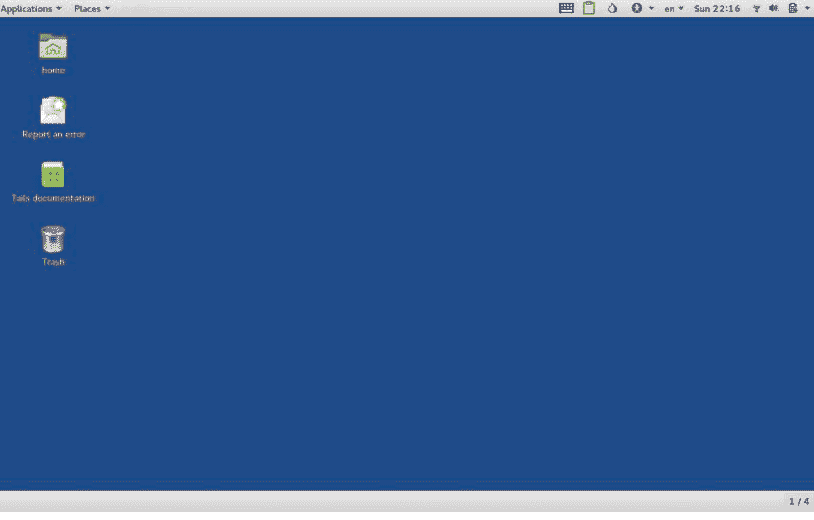 Applications Places en Sun 22:16
home
Report an error
Tails documentation
Trash
1 / 4